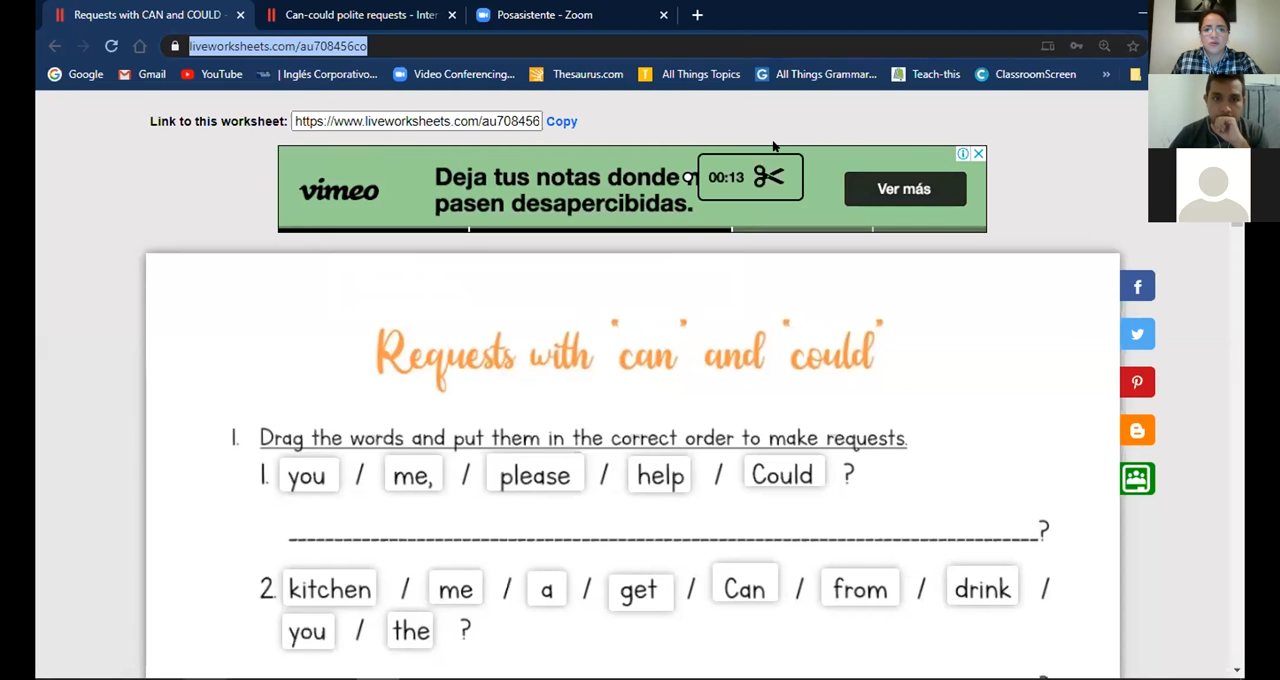 Requests with CAN and COULD -
Can-could polite requests - Inter
Posasistente - Zoom
liveworksheets.com/au708456co
Google
Gmail
YouTube
| Inglés Corporativo...
Video Conferencing...
Thesaurus.com
All Things Topics
All Things Grammar...
Teach-this
ClassroomScreen
Link to this worksheet: https://www.liveworksheets.com/au708456 Copy
vimeo
Deja tus notas donde n
pasen desapercibidas.
00:13
Ver más
Requests with "can" and "could"
1. Drag the words and put them in the correct order to make requests.
1. you / me, / please / help / Could ?
?
2. kitchen / me / a / get / Can / from / drink /
you / the ?